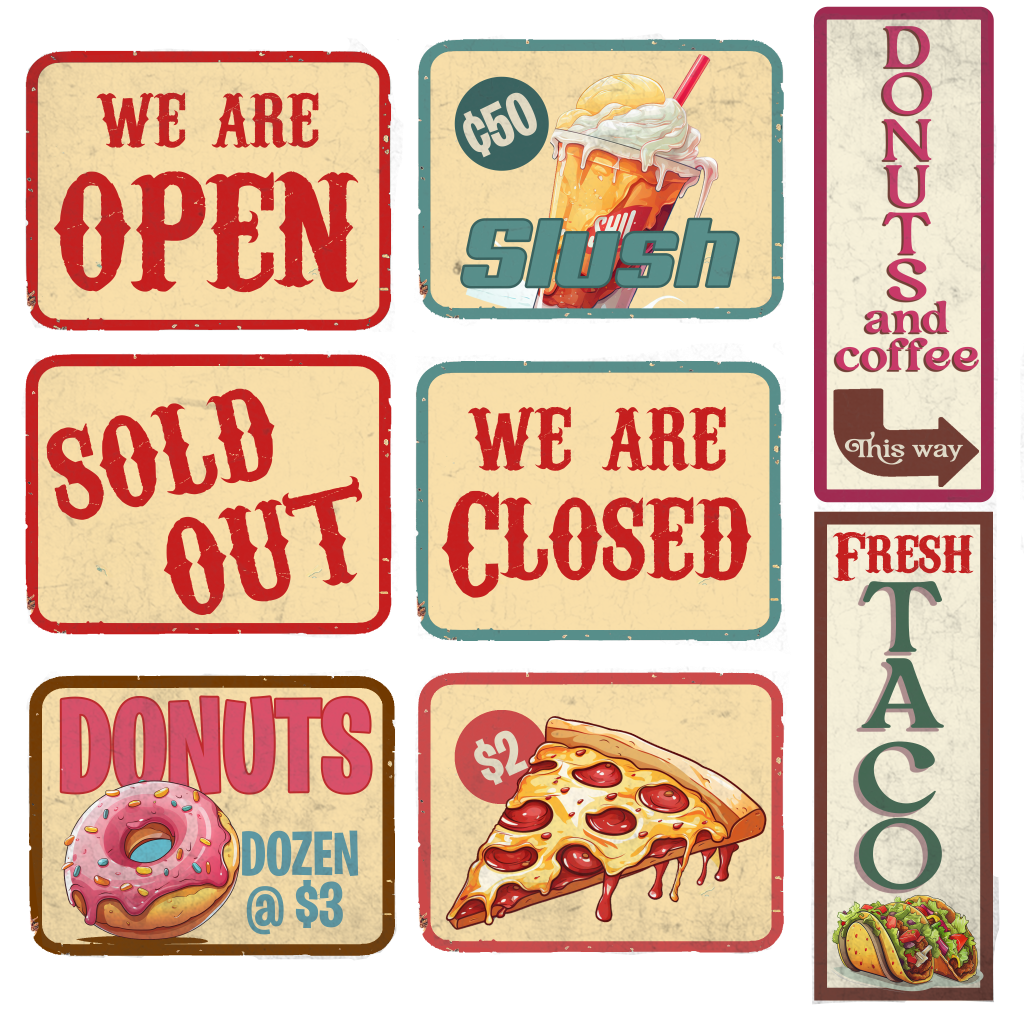 WE ARE
OPEN
¢50
Slush
SOLD
OUT
WE ARE
CLOSED
DONUTS
DOZEN
@ $3
$2
DONUTS
and
coffee
This way
FRESH
TACO